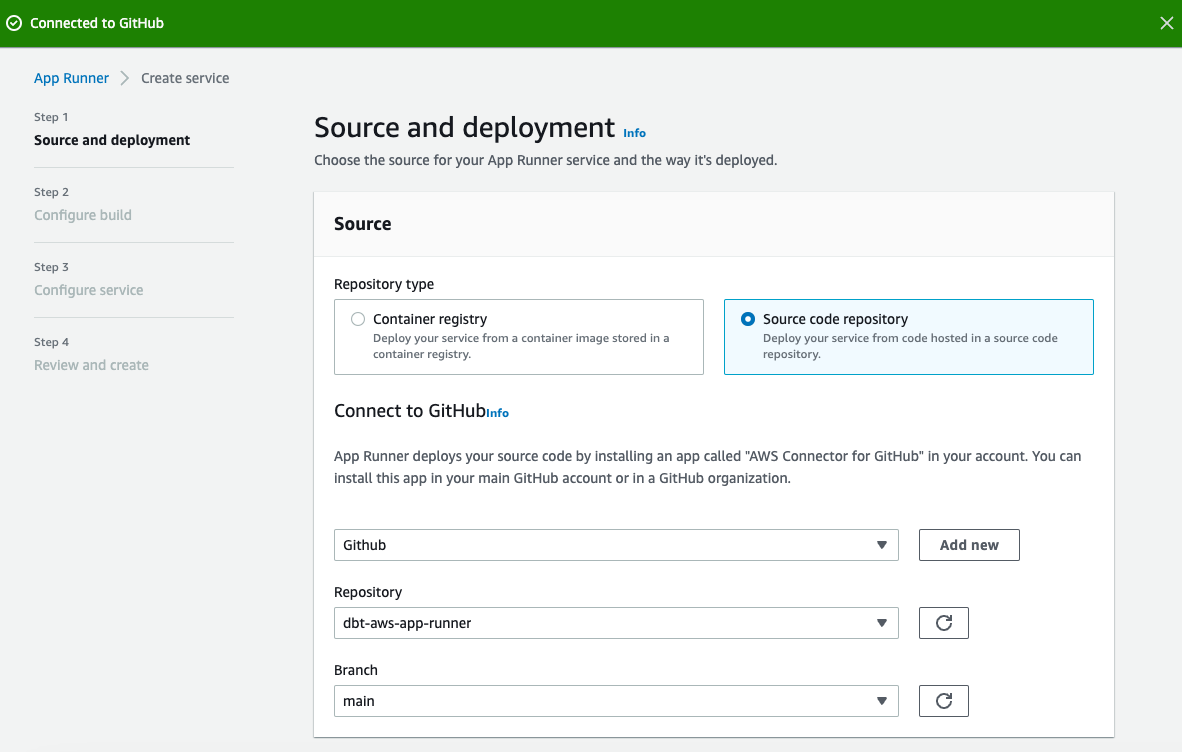 Connected to GitHub
App Runner
Create service
Step 1
Source and deployment
Step 2
Configure build
Step 3
Configure service
Step 4
Review and create
Source and deployment Info
Choose the source for your App Runner service and the way it's deployed.
Source
Repository type
Container registry
Deploy your service from a container image stored in a
container registry.
Source code repository
Deploy your service from code hosted in a source code
repository.
Connect to GitHubInfo
App Runner deploys your source code by installing an app called "AWS Connector for GitHub" in your account. You can
install this app in your main GitHub account or in a GitHub organization.
Github
Add new
Repository
dbt-aws-app-runner
Branch
main